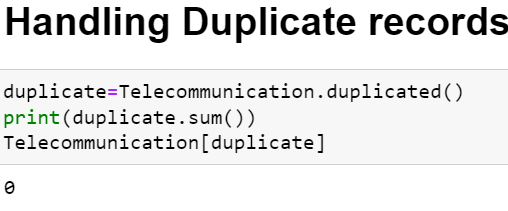 Handling Duplicate records
duplicate=Telecommunication.duplicated()
print(duplicate.sum())
Telecommunication[duplicate]
0